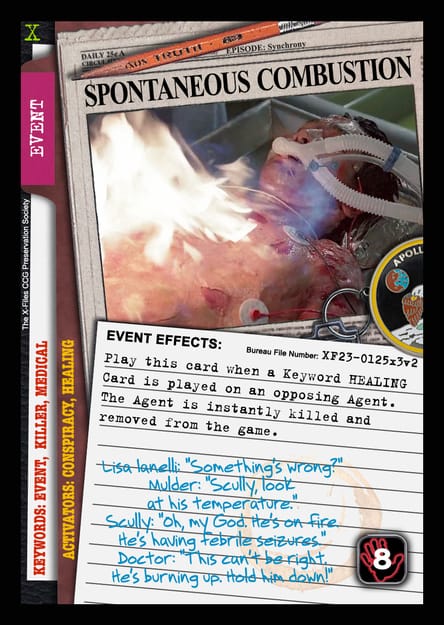 X
DAILY 25¢
EPISODE: Synchrony
SPONTANEOUS COMBUSTION
EVENT
The X-Files CCG Preservation Society
KEYWORDS: EVENT, KILLER, MEDICAL
ACTIVATORS: CONSPIRACY, HEALING
APOLL
EVENT EFFECTS:
Bureau File Number: XF23-0125x3v2
Play this card when a Keyword HEALING
Card is played on an opposing Agent.
The Agent is instantly killed and
removed from the game.
Lisa Ianelli: "Something's wrong?"
Mulder: "Scully, look
at his temperature."
Scully: "Oh, my God. He's on fire.
He's having febrile seizures."
Doctor: "This can't be right.
He's burning up. Hold him down!"
8